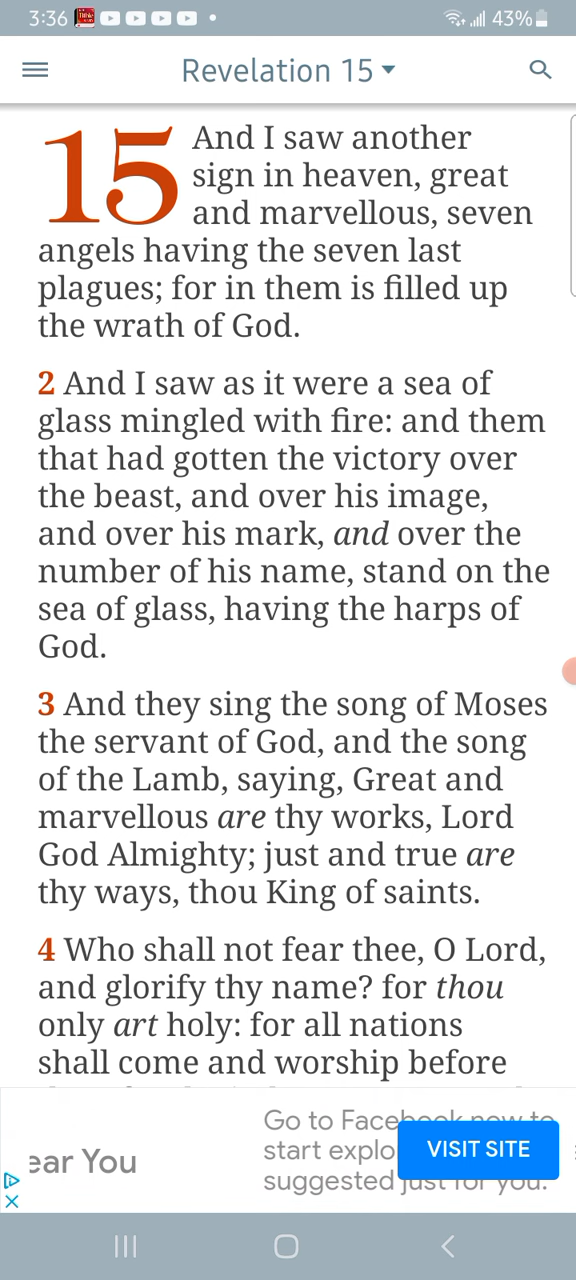 3:36 43%
Revelation 15
15 And I saw another
sign in heaven, great
and marvellous, seven
angels having the seven last
plagues; for in them is filled up
the wrath of God.
2 And I saw as it were a sea of
glass mingled with fire: and them
that had gotten the victory over
the beast, and over his image,
and over his mark, and over the
number of his name, stand on the
sea of glass, having the harps of
God.
3 And they sing the song of Moses
the servant of God, and the song
of the Lamb, saying, Great and
marvellous are thy works, Lord
God Almighty; just and true are
thy ways, thou King of saints.
4 Who shall not fear thee, O Lord,
and glorify thy name? for thou
only art holy: for all nations
shall come and worship before
ear You
Go to Facebook now to
start explo
suggested just for you.
VISIT SITE